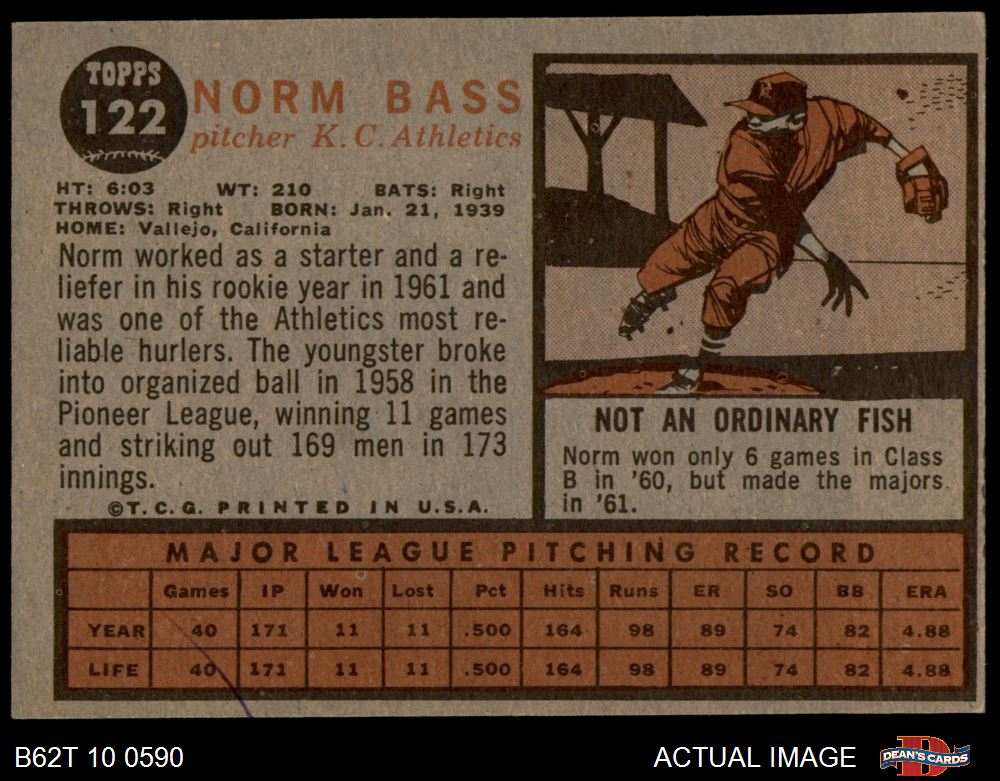 TOPPS
122
NORM BASS
pitcher K.C. Athletics
HT: 6:03 WT: 210 BATS: Right
THROWS: Right BORN: Jan. 21, 1939
HOME: Vallejo, California
Norm worked as a starter and a re-
liefer in his rookie year in 1961 and
was one of the Athletics most re-
liable hurlers. The youngster broke
into organized ball in 1958 in the
Pioneer League, winning 11 games
and striking out 169 men in 173
innings.
©T.C.G. PRINTED IN U.S.A.
NOT AN ORDINARY FISH
Norm won only 6 games in Class
B in '60, but made the majors
in '61.
MAJOR LEAGUE PITCHING RECORD
Games IP Won Lost Pct Hits Runs ER SO BB ERA
YEAR 40 171 11 11 .500 164 98 89 74 82 4.88
LIFE 40 171 11 11 .500 164 98 89 74 82 4.88
B62T 10 0590 ACTUAL IMAGE DEAN'S CARDS